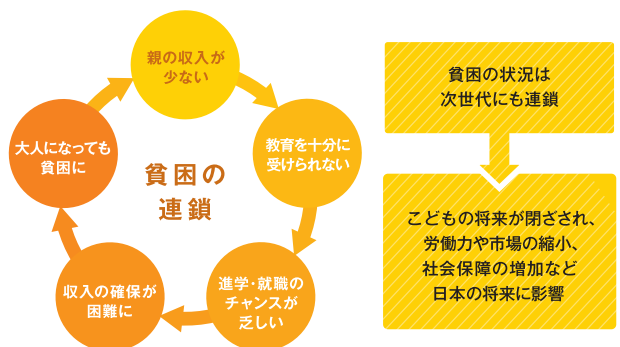 親の収入が
少ない
教育を十分に
受けられない
進学・就職の
チャンスが
乏しい
収入の確保が
困難に
大人になっても
貧困に
貧困の
連鎖
貧困の状況は
次世代にも連鎖
こどもの将来が閉ざされ、
労働力や市場の縮小、
社会保障の増加など
日本の将来に影響